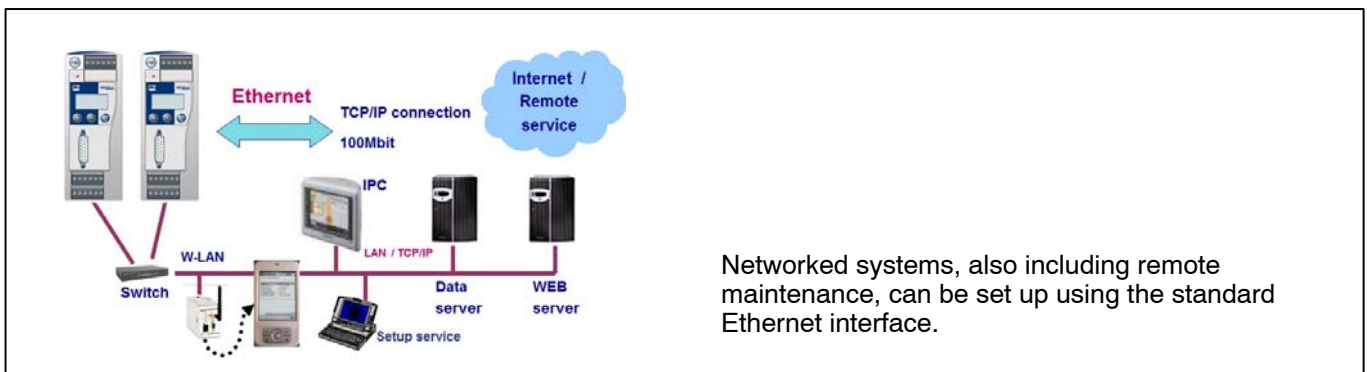 Ethernet
TCP/IP connection
100Mbit
Internet /
Remote
service
IPC
W-LAN
LAN / TCP/IP
Switch
Data
server
WEB
server
Setup service
Networked systems, also including remote
maintenance, can be set up using the standard
Ethernet interface.